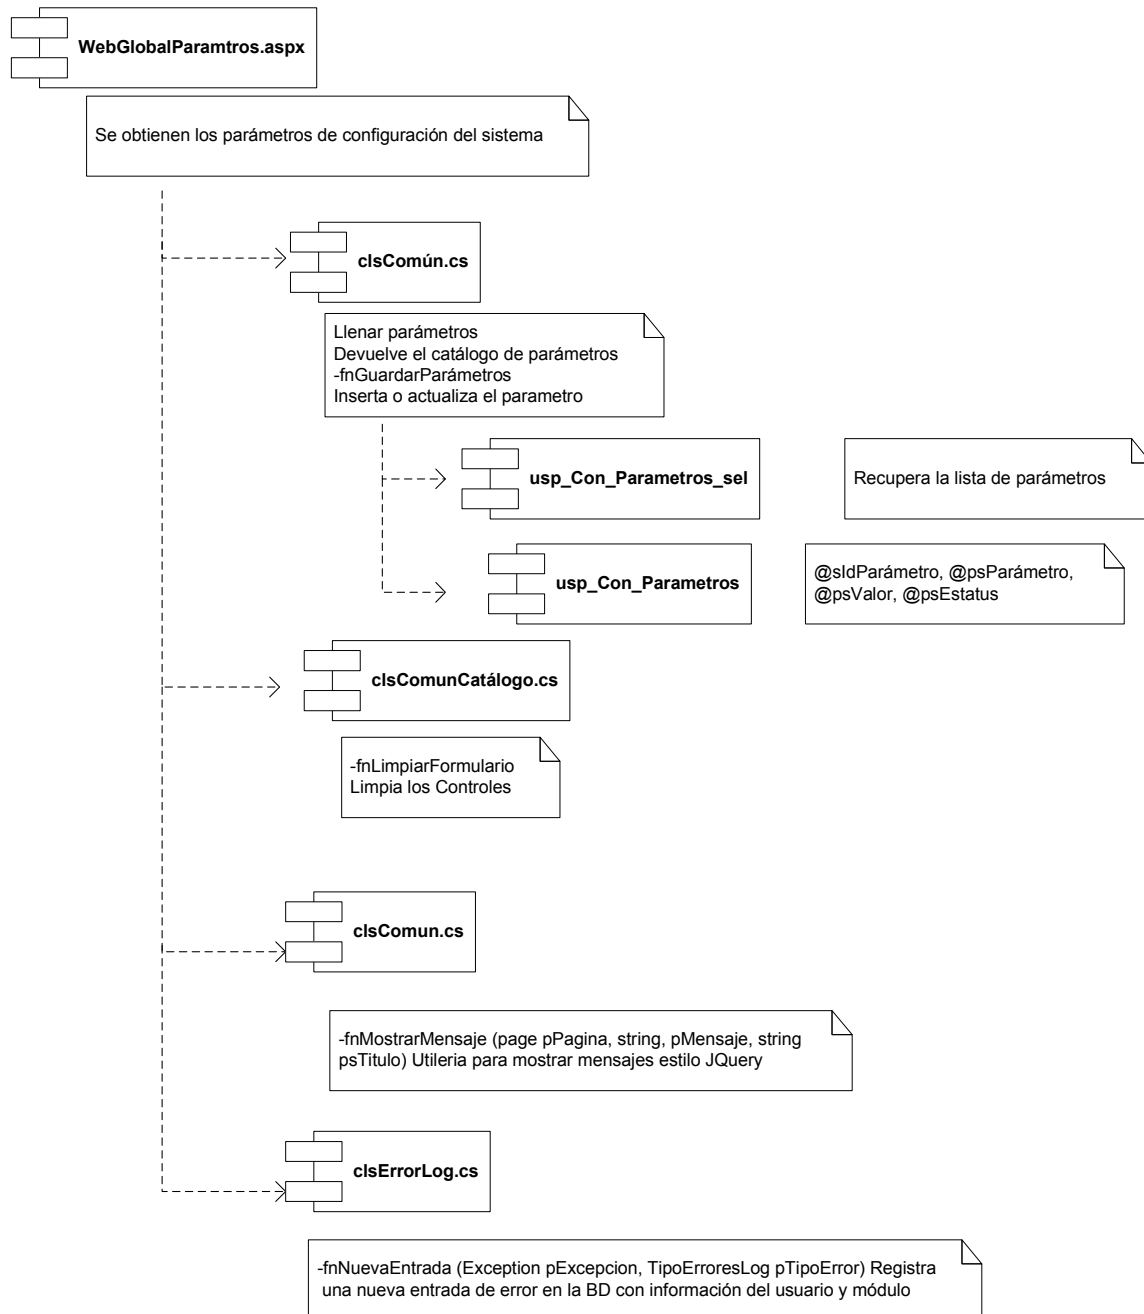 WebGlobalParamtros.aspx
Se obtienen los parámetros de configuración del sistema
clsComún.cs
Llenar parámetros
Devuelve el catálogo de parámetros
-fnGuardarParámetros
Inserta o actualiza el parametro
usp_Con_Parametros_sel
Recupera la lista de parámetros
usp_Con_Parametros
@sIdParámetro, @psParámetro,
@psValor, @psEstatus
clsComunCatálogo.cs
-fnLimpiarFormulario
Limpia los Controles
clsComun.cs
-fnMostrarMensaje (page pPagina, string, pMensaje, string
psTitulo) Utileria para mostrar mensajes estilo JQuery
clsErrorLog.cs
-fnNuevaEntrada (Exception pExcepcion, TipoErroresLog pTipoError) Registra
una nueva entrada de error en la BD con información del usuario y módulo